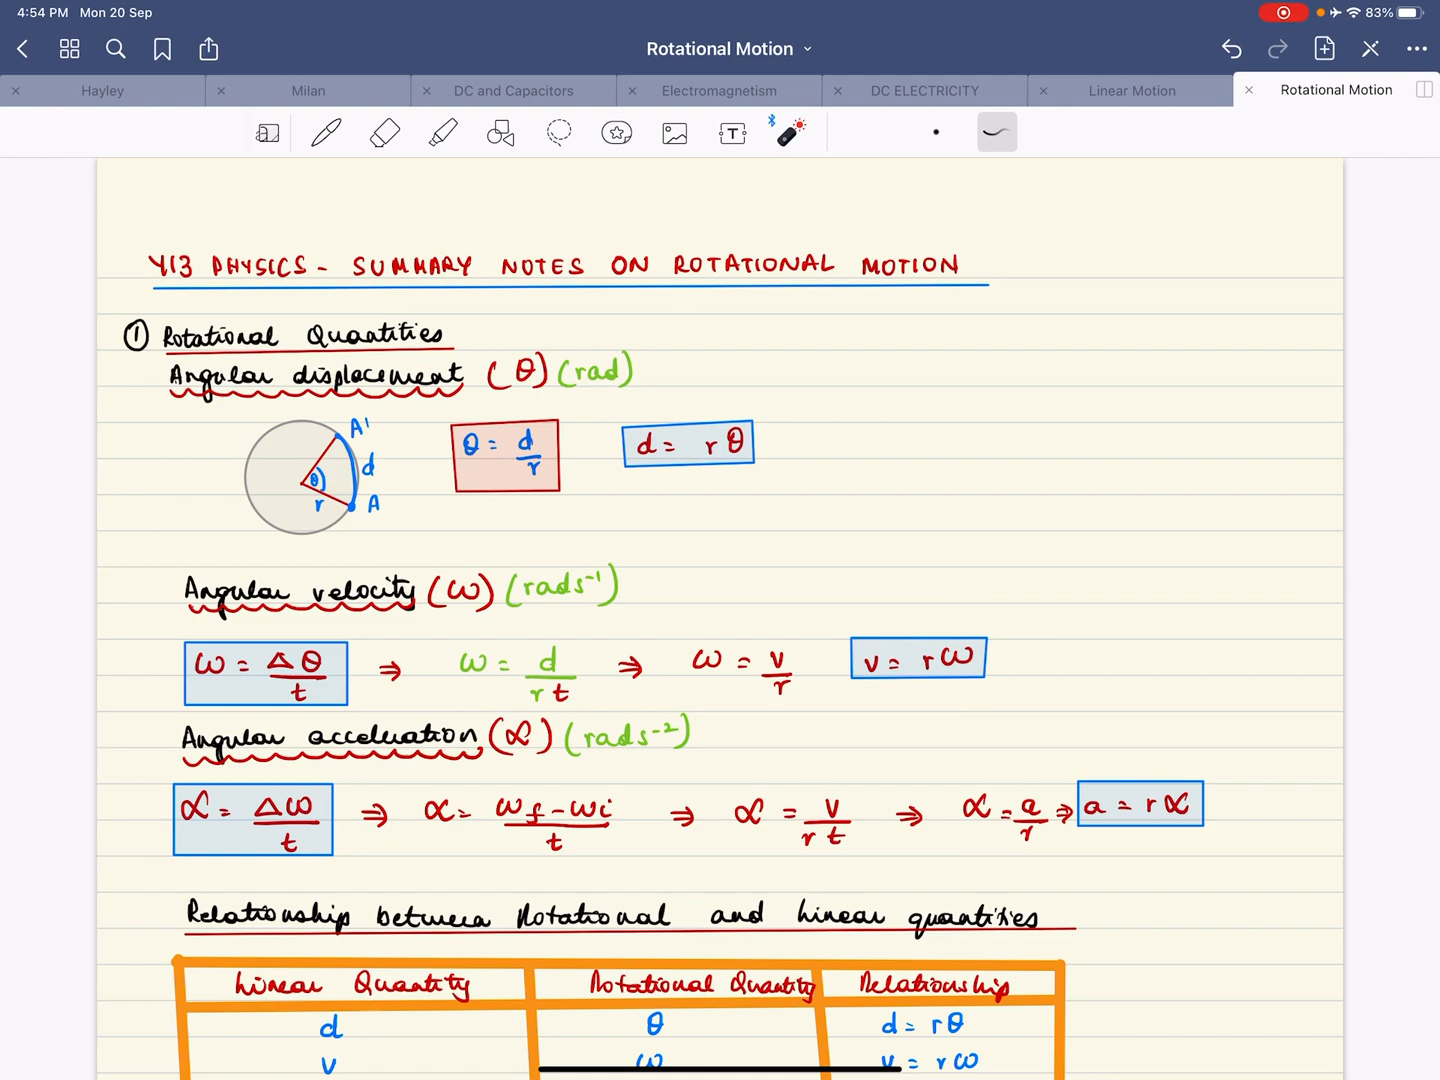 4:54 PM Mon 20 Sep 83%
Rotational Motion
Hayley Milan DC and Capacitors Electromagnetism DC ELECTRICITY Linear Motion Rotational Motion
T
Y13 PHYSICS - SUMMARY NOTES ON ROTATIONAL MOTION
① Rotational Quantities
Angular displacement (θ) (rad)
A'
θ = d/r d = rθ
d
θ
r A
Angular velocity (ω) (rads⁻¹)
ω = Δθ/t ⇒ ω = d/rt ⇒ ω = v/r v = rω
Angular acceleration (α) (rads⁻²)
α = Δω/t ⇒ α = ωf - ωi/t ⇒ α = v/rt ⇒ α = a/r ⇒ a = rα
Relationship between Rotational and Linear quantities
Linear Quantity Rotational Quantity Relationship
d θ d = rθ
v ω v = rω